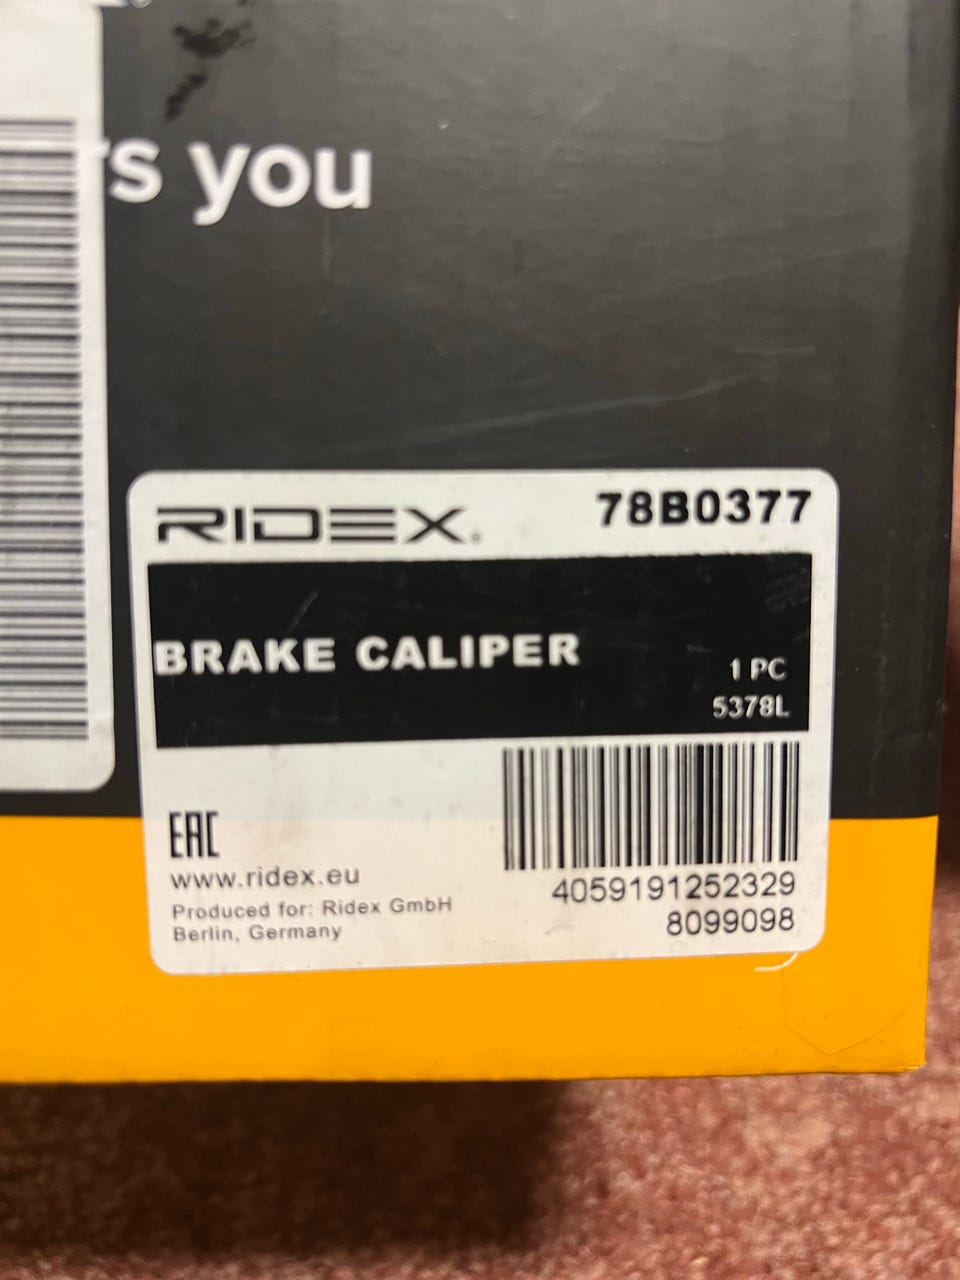 s you
RIDEX®
78B0377
BRAKE CALIPER
1 PC
5378L
EAC
www.ridex.eu
Produced for: Ridex GmbH
Berlin, Germany
4059191252329
8099098